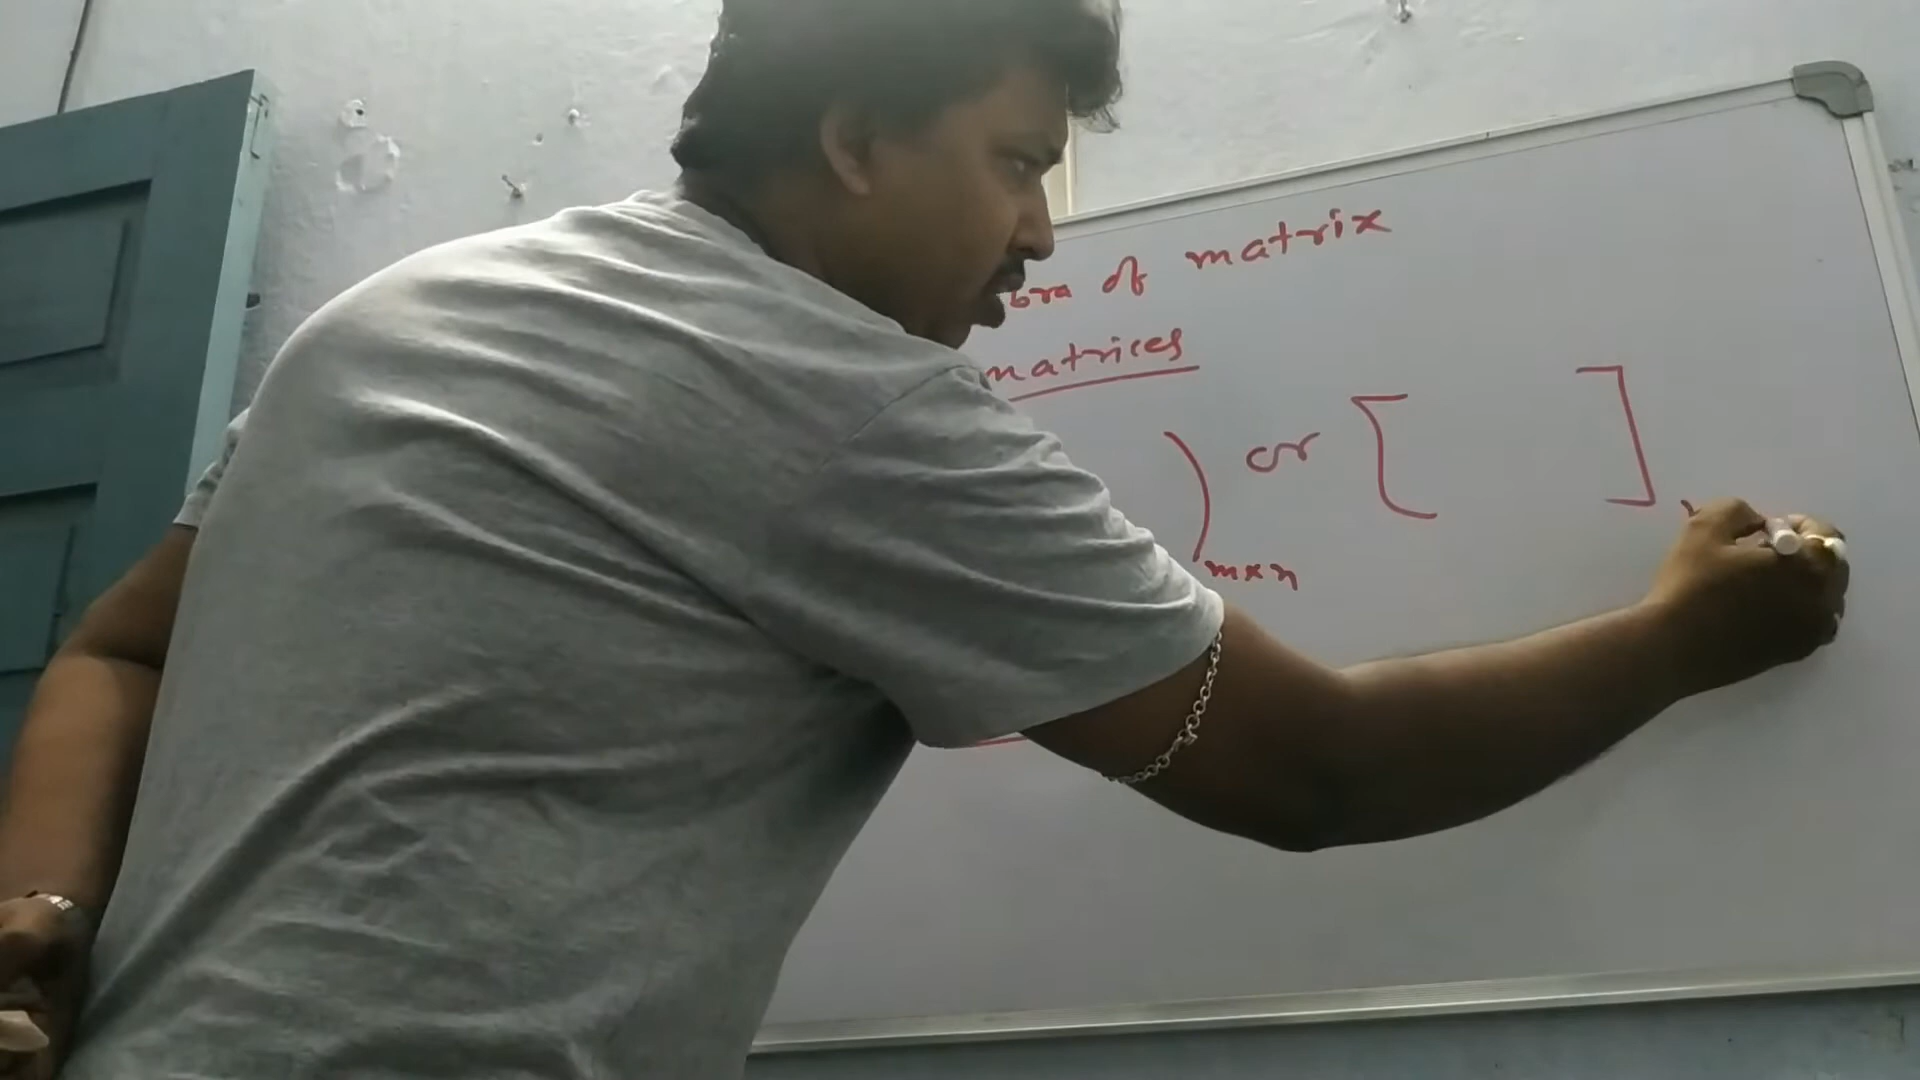 bra of matrix
matrices
) or [ ]
m×n